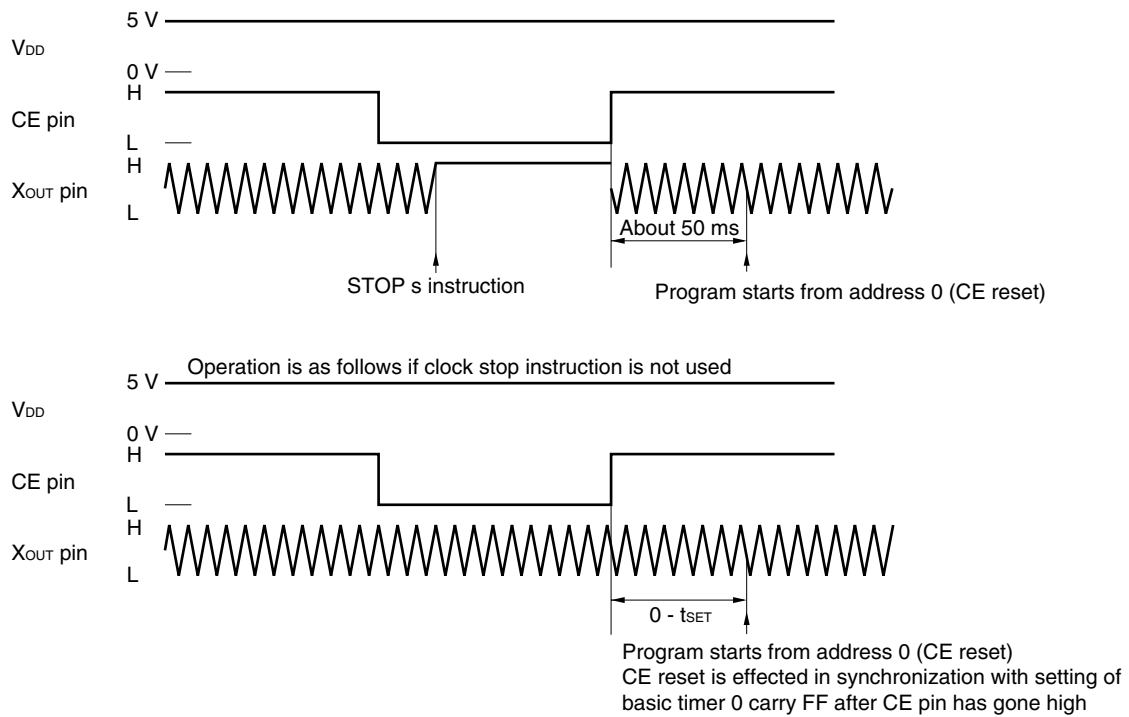 5 V
VDD
0 V
H
CE pin
L
H
XOUT pin
L
About 50 ms
STOP s instruction
Program starts from address 0 (CE reset)
Operation is as follows if clock stop instruction is not used
5 V
VDD
0 V
H
CE pin
L
H
XOUT pin
L
0 - tSET
Program starts from address 0 (CE reset)
CE reset is effected in synchronization with setting of
basic timer 0 carry FF after CE pin has gone high